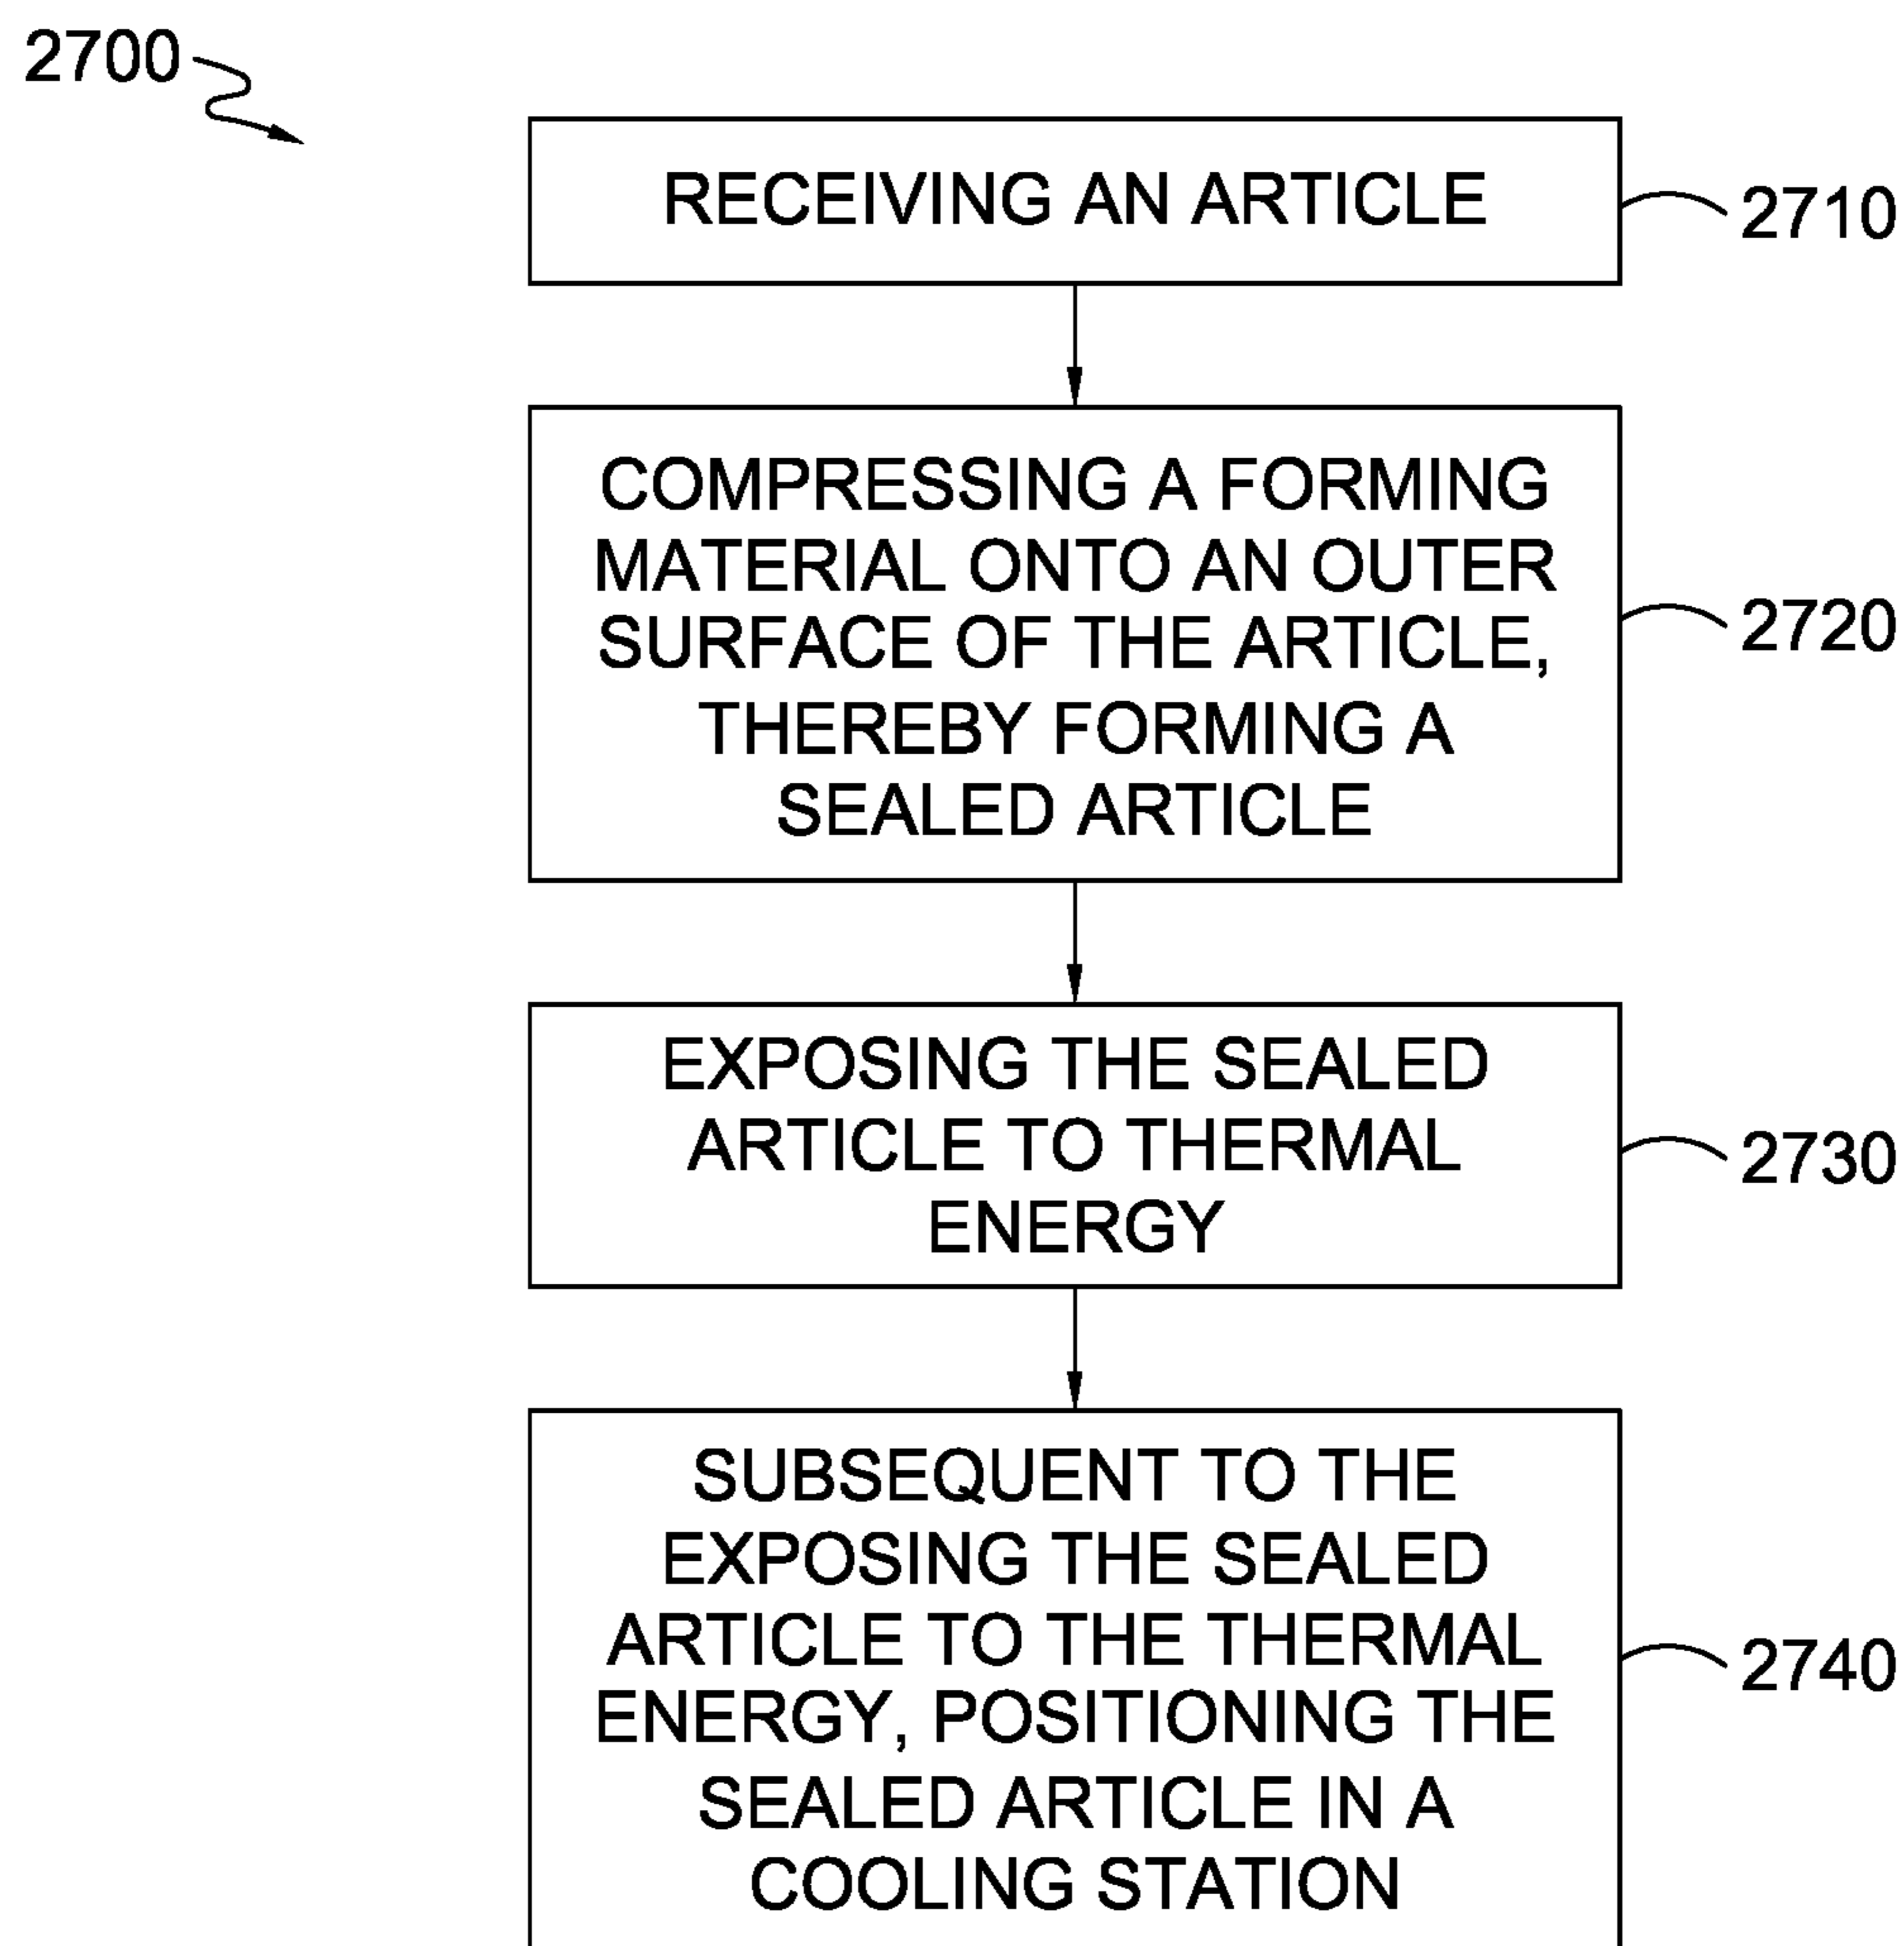 2700
RECEIVING AN ARTICLE
2710
COMPRESSING A FORMING
MATERIAL ONTO AN OUTER
SURFACE OF THE ARTICLE,
THEREBY FORMING A
SEALED ARTICLE
2720
EXPOSING THE SEALED
ARTICLE TO THERMAL
ENERGY
2730
SUBSEQUENT TO THE
EXPOSING THE SEALED
ARTICLE TO THE THERMAL
ENERGY, POSITIONING THE
SEALED ARTICLE IN A
COOLING STATION
2740